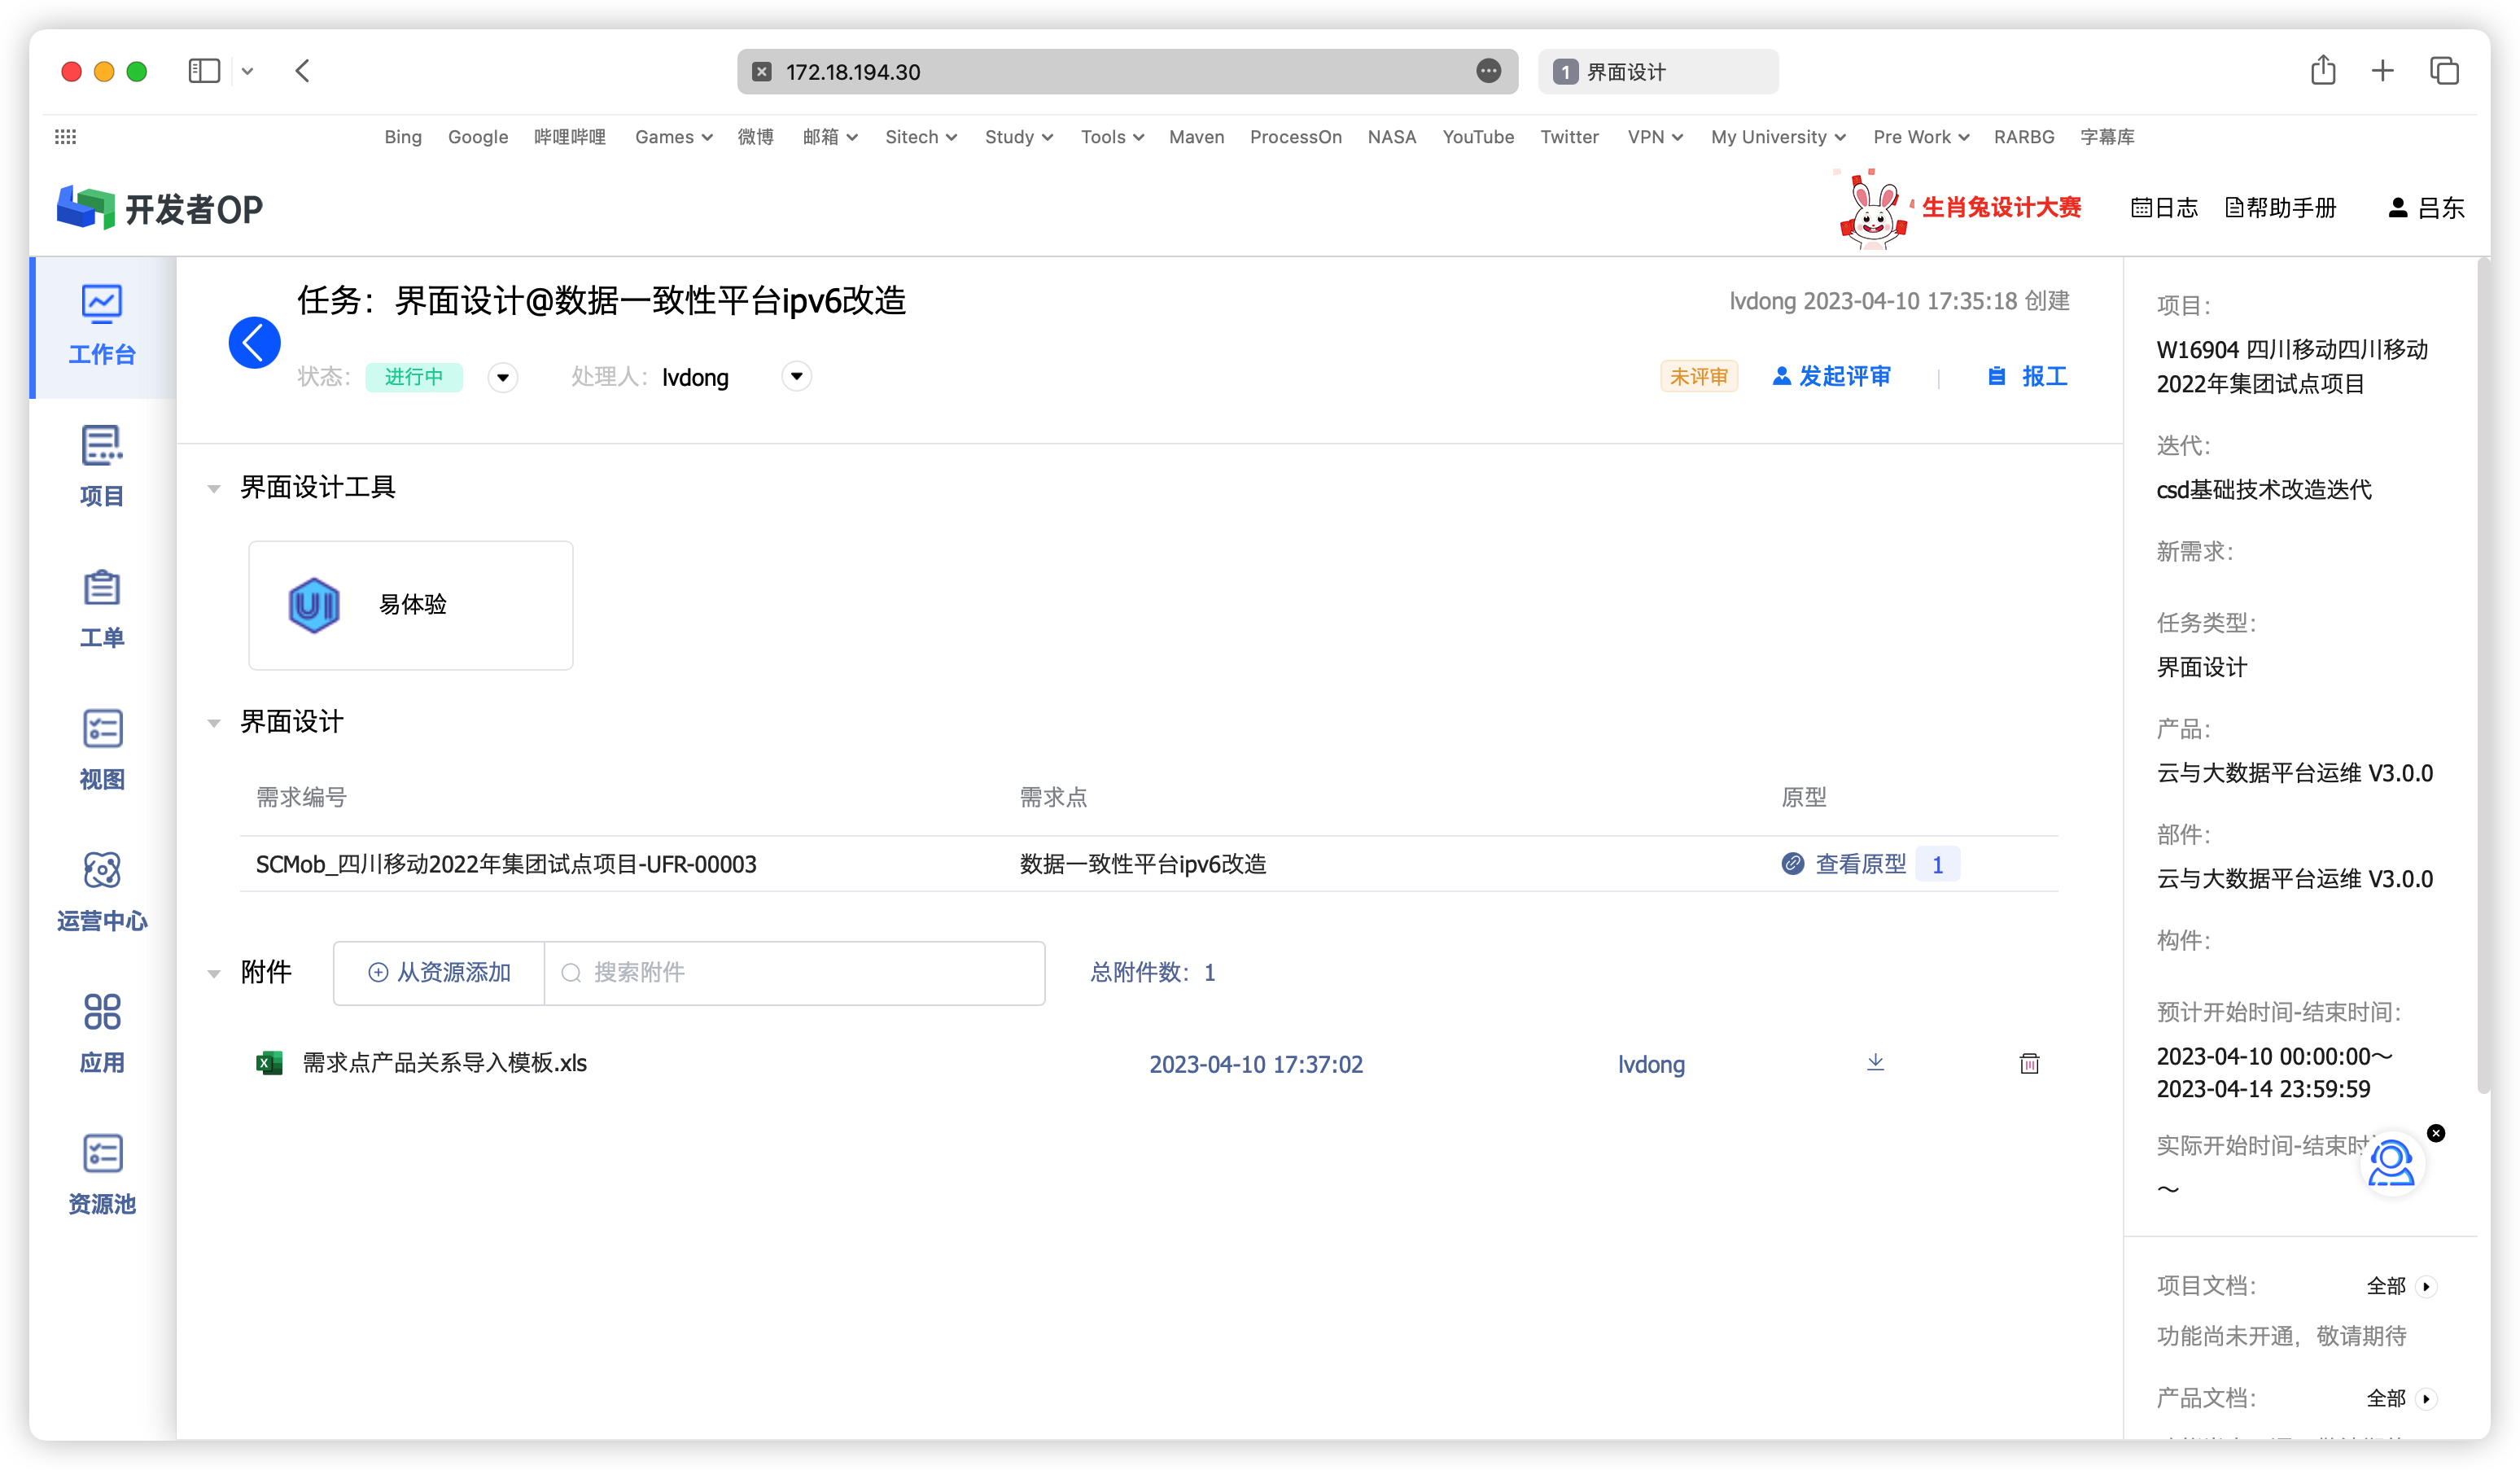 172.18.194.30
1 界面设计
Bing Google 哔哩哔哩 Games 微博 邮箱 Sitech Study Tools Maven ProcessOn NASA YouTube Twitter VPN My University Pre Work RARBG 字幕库
开发者OP
生肖兔设计大赛 日志 帮助手册 吕东
工作台
项目
工单
视图
运营中心
应用
资源池
任务：界面设计@数据一致性平台ipv6改造
lvdong 2023-04-10 17:35:18 创建
状态： 进行中 处理人： lvdong
未评审 发起评审 报工
界面设计工具
UI 易体验
界面设计
需求编号 需求点 原型
SCMob_四川移动2022年集团试点项目-UFR-00003 数据一致性平台ipv6改造 查看原型 1
附件 从资源添加 搜索附件 总附件数：1
需求点产品关系导入模板.xls 2023-04-10 17:37:02 lvdong
项目：
W16904 四川移动四川移动
2022年集团试点项目
迭代：
csd基础技术改造迭代
新需求：
任务类型：
界面设计
产品：
云与大数据平台运维 V3.0.0
部件：
云与大数据平台运维 V3.0.0
构件：
预计开始时间-结束时间：
2023-04-10 00:00:00～
2023-04-14 23:59:59
实际开始时间-结束时
～
项目文档： 全部
功能尚未开通，敬请期待
产品文档： 全部